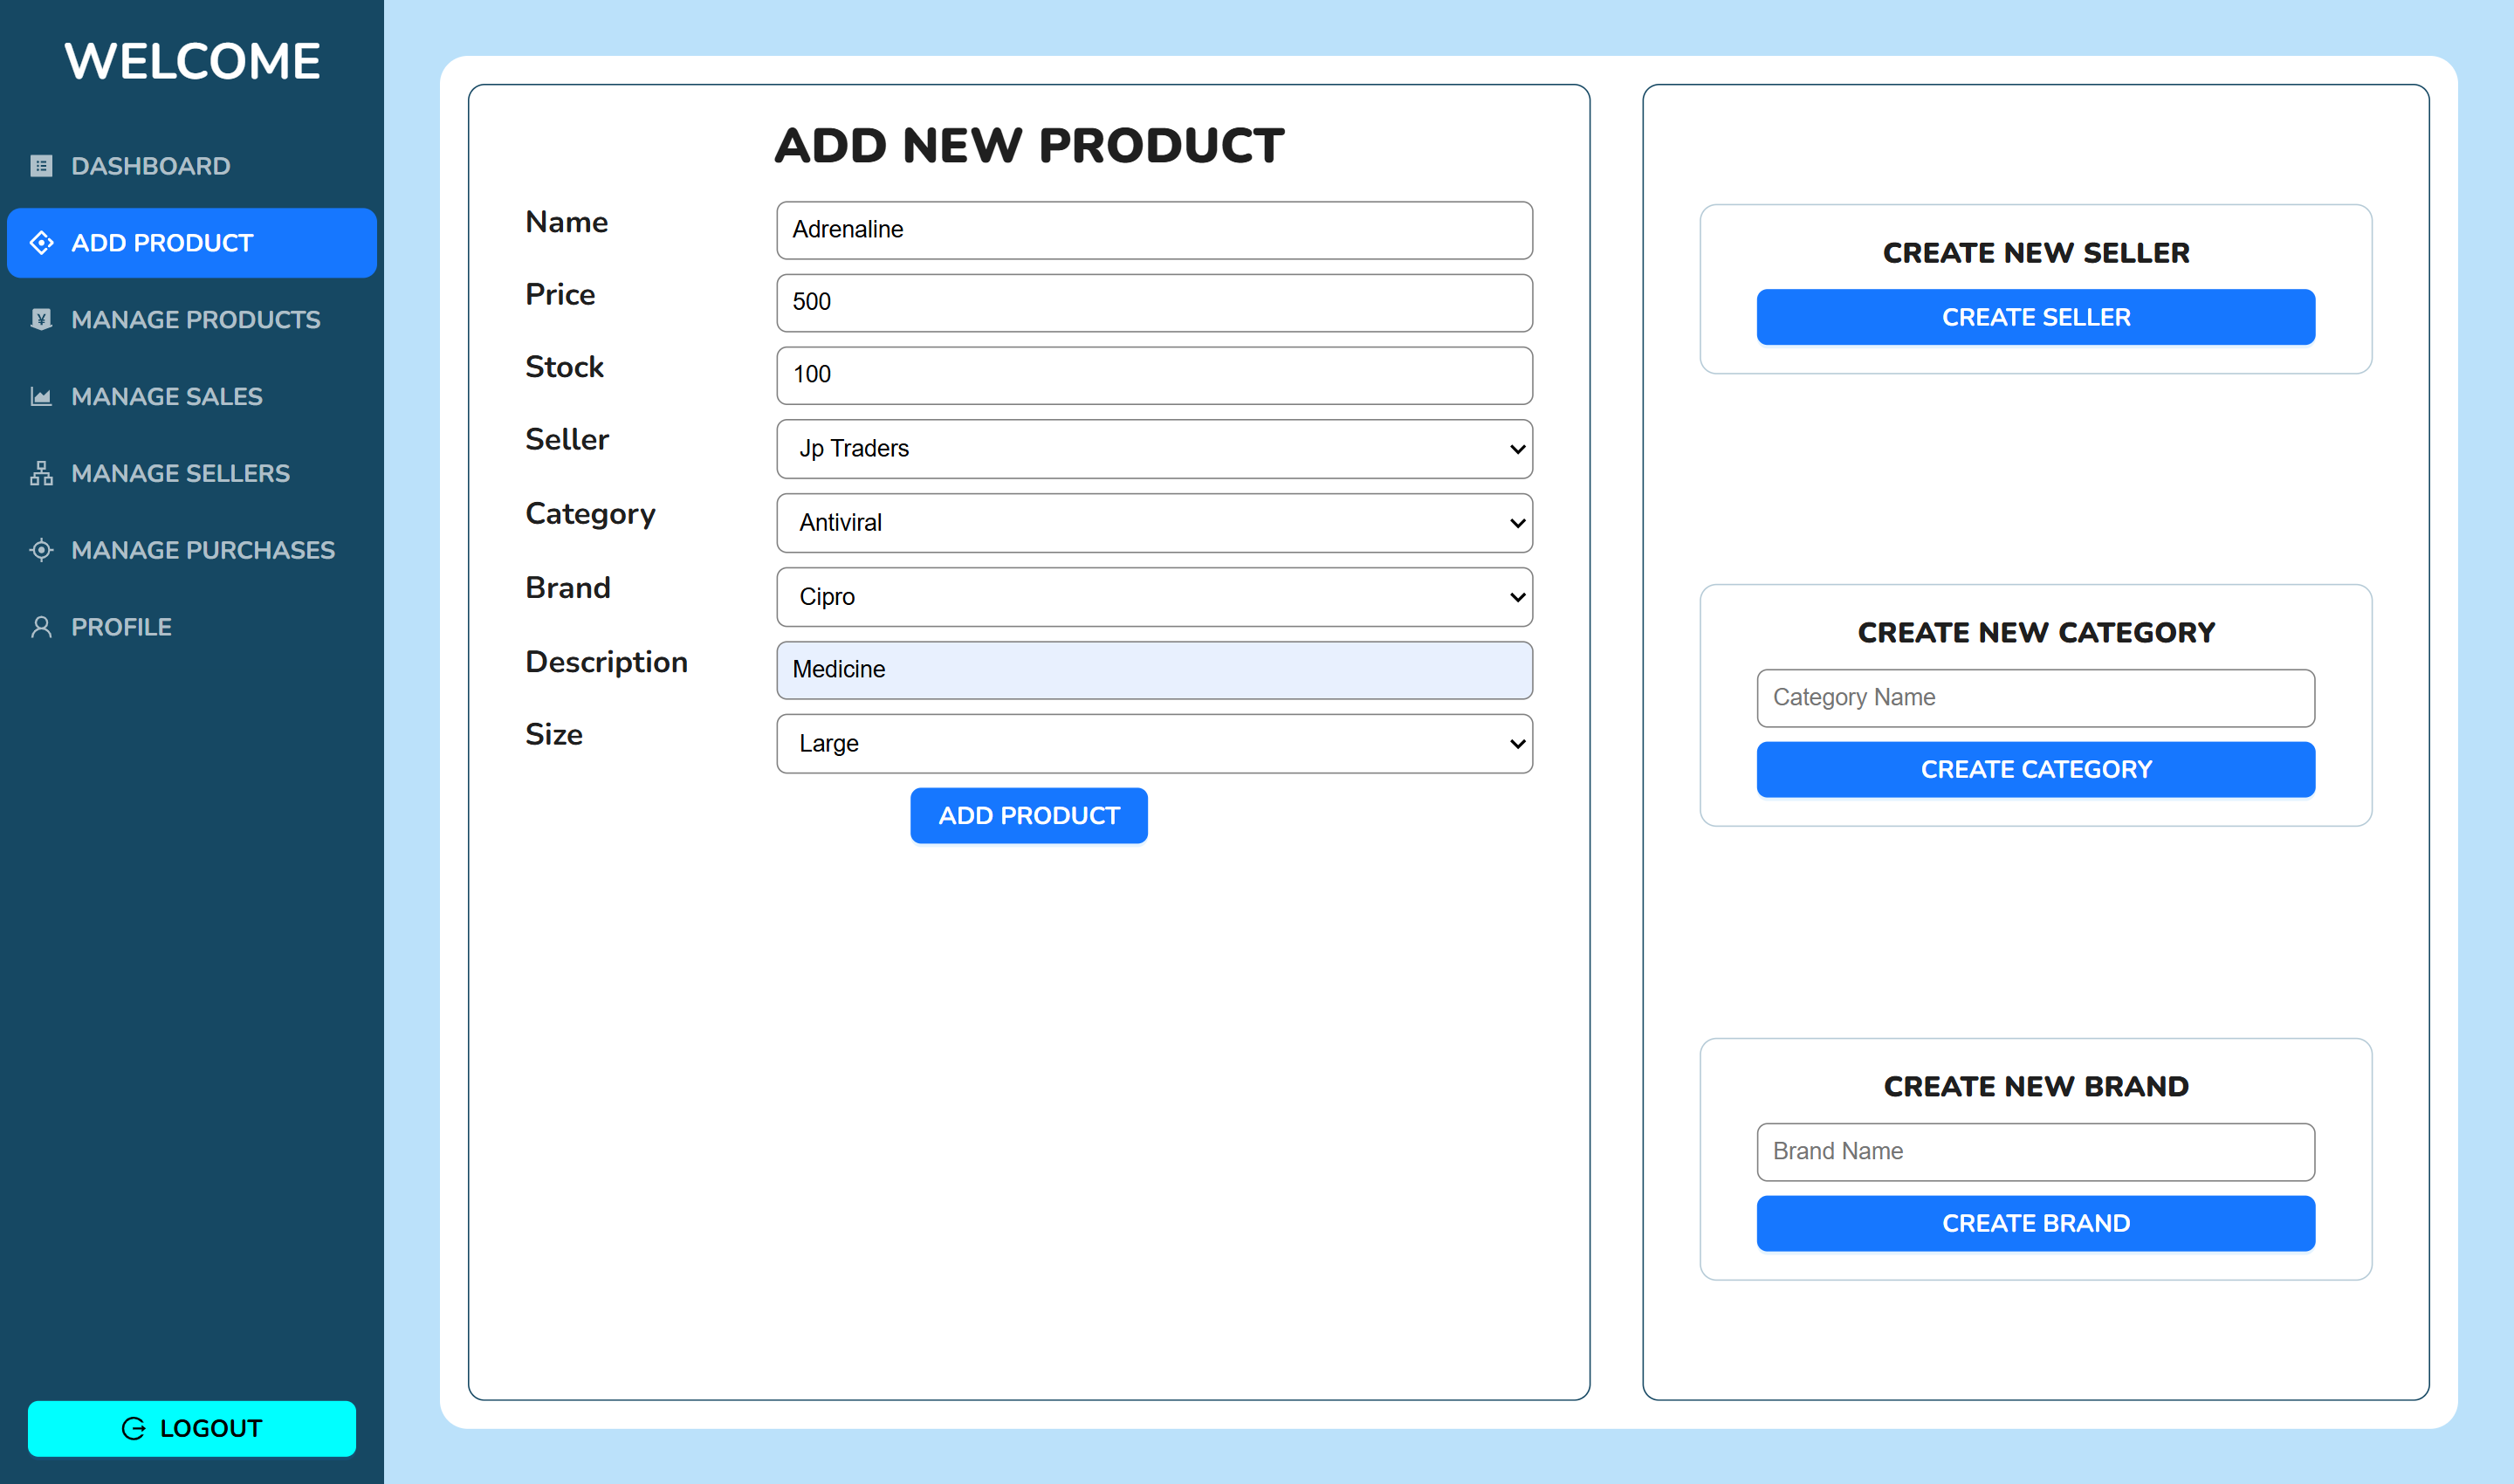 WELCOME
DASHBOARD
ADD PRODUCT
MANAGE PRODUCTS
MANAGE SALES
MANAGE SELLERS
MANAGE PURCHASES
PROFILE
LOGOUT
ADD NEW PRODUCT
Name Adrenaline
Price 500
Stock 100
Seller Jp Traders
Category Antiviral
Brand Cipro
Description Medicine
Size Large
ADD PRODUCT
CREATE NEW SELLER
CREATE SELLER
CREATE NEW CATEGORY
Category Name
CREATE CATEGORY
CREATE NEW BRAND
Brand Name
CREATE BRAND